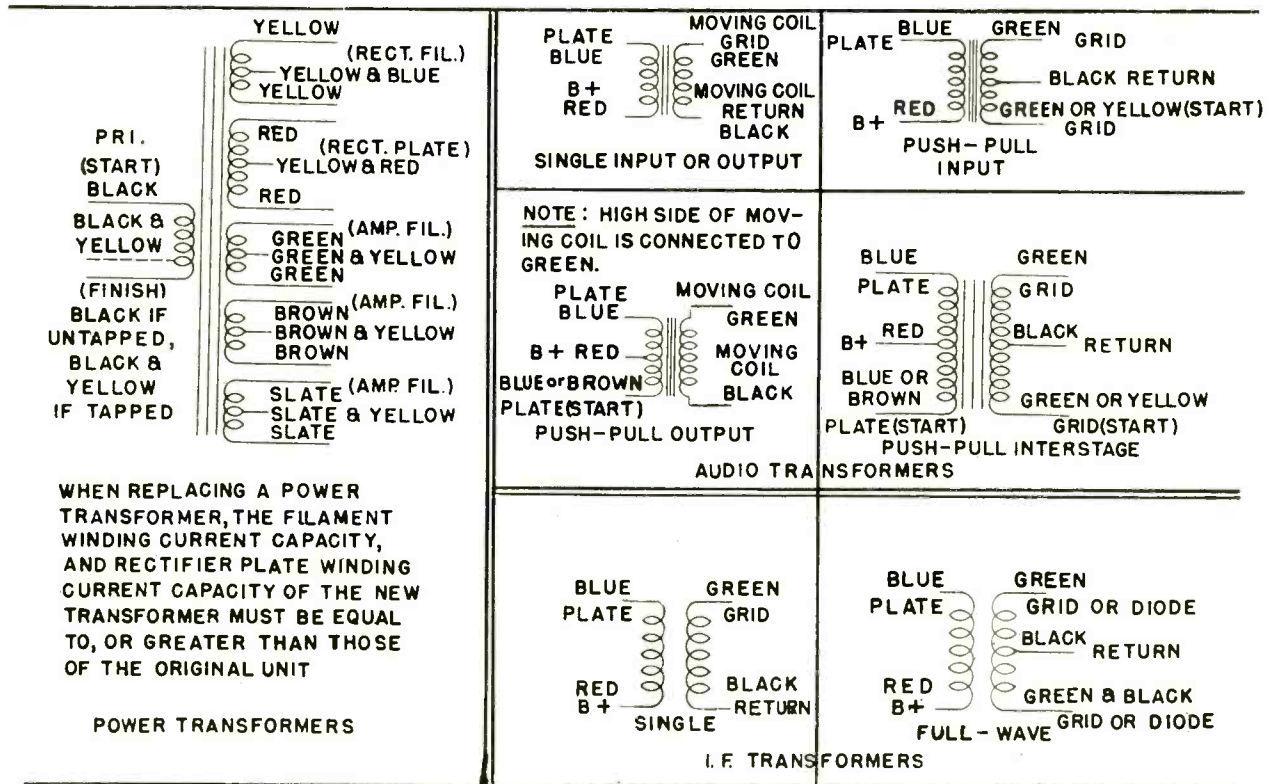 YELLOW
(RECT. FIL.)
YELLOW & BLUE
YELLOW
RED
(RECT. PLATE)
YELLOW & RED
RED
PRI.
(START)
BLACK
BLACK &
YELLOW
(FINISH)
BLACK IF
UNTAPPED,
BLACK &
YELLOW
IF TAPPED
(AMP. FIL.)
GREEN
GREEN & YELLOW
GREEN
(AMP. FIL.)
BROWN
BROWN & YELLOW
BROWN
(AMP. FIL.)
SLATE
SLATE & YELLOW
SLATE
WHEN REPLACING A POWER
TRANSFORMER, THE FILAMENT
WINDING CURRENT CAPACITY,
AND RECTIFIER PLATE WINDING
CURRENT CAPACITY OF THE NEW
TRANSFORMER MUST BE EQUAL
TO, OR GREATER THAN THOSE
OF THE ORIGINAL UNIT
POWER TRANSFORMERS
PLATE
BLUE
B+
RED
MOVING COIL
GRID
GREEN
MOVING COIL
RETURN
BLACK
SINGLE INPUT OR OUTPUT
BLUE
PLATE
RED
B+
GREEN
GRID
BLACK RETURN
GREEN OR YELLOW (START)
GRID
PUSH-PULL
INPUT
NOTE: HIGH SIDE OF MOV-
ING COIL IS CONNECTED TO
GREEN.
PLATE
BLUE
B+ RED
BLUE or BROWN
PLATE (START)
MOVING COIL
GREEN
MOVING
COIL
BLACK
PUSH-PULL OUTPUT
BLUE
PLATE
RED
B+
BLUE OR
BROWN
PLATE (START)
GREEN
GRID
BLACK
RETURN
GREEN OR YELLOW
GRID (START)
PUSH-PULL INTERSTAGE
AUDIO TRANSFORMERS
BLUE
PLATE
RED
B+
GREEN
GRID
BLACK
RETURN
SINGLE
BLUE
PLATE
RED
B+
GREEN
GRID OR DIODE
BLACK
RETURN
GREEN & BLACK
GRID OR DIODE
FULL-WAVE
I. F. TRANSFORMERS